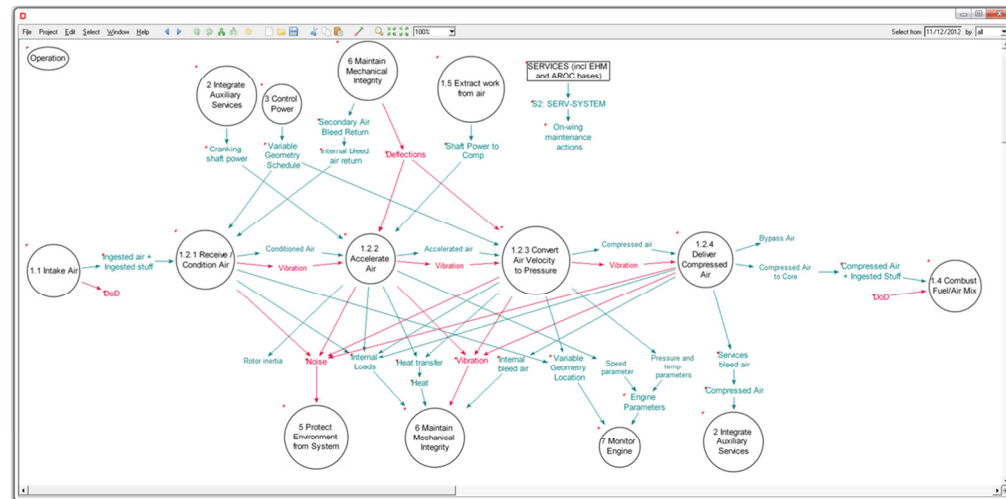 D
File Project Edit Select Window Help
100%
Select from 11/12/2012 by all
Operation
2 Integrate
Auxiliary
Services
3 Control
Power
6 Maintain
Mechanical
Integrity
1.5 Extract work
from air
SERVICES (incl EHM
and AROC bases)
S2: SERV-SYSTEM
On-wing
maintenance
actions
Cranking
shaft power
Variable
Geometry
Schedule
Secondary Air
Bleed Return
Internal bleed
air return
Deflections
Shaft Power to
Comp
1.1 Intake Air
Ingested air +
Ingested stuff
DoD
1.2.1 Receive /
Condition Air
Conditioned Air
Vibration
1.2.2
Accelerate
Air
Accelerated air
Vibration
1.2.3 Convert
Air Velocity
to Pressure
Compressed air
Vibration
1.2.4
Deliver
Compressed
Air
Bypass Air
Compressed Air
to Core
Compressed Air
+ Ingested Stuff
DoD
1.4 Combust
Fuel/Air Mix
Rotor inertia
Noise
Internal
Loads
Heat transfer
Heat
Vibration
Internal
bleed air
Variable
Geometry
Location
Speed
parameter
Pressure and
temp
parameters
Engine
Parameters
Services
bleed air
Compressed Air
5 Protect
Environment
from System
6 Maintain
Mechanical
Integrity
7 Monitor
Engine
2 Integrate
Auxiliary
Services